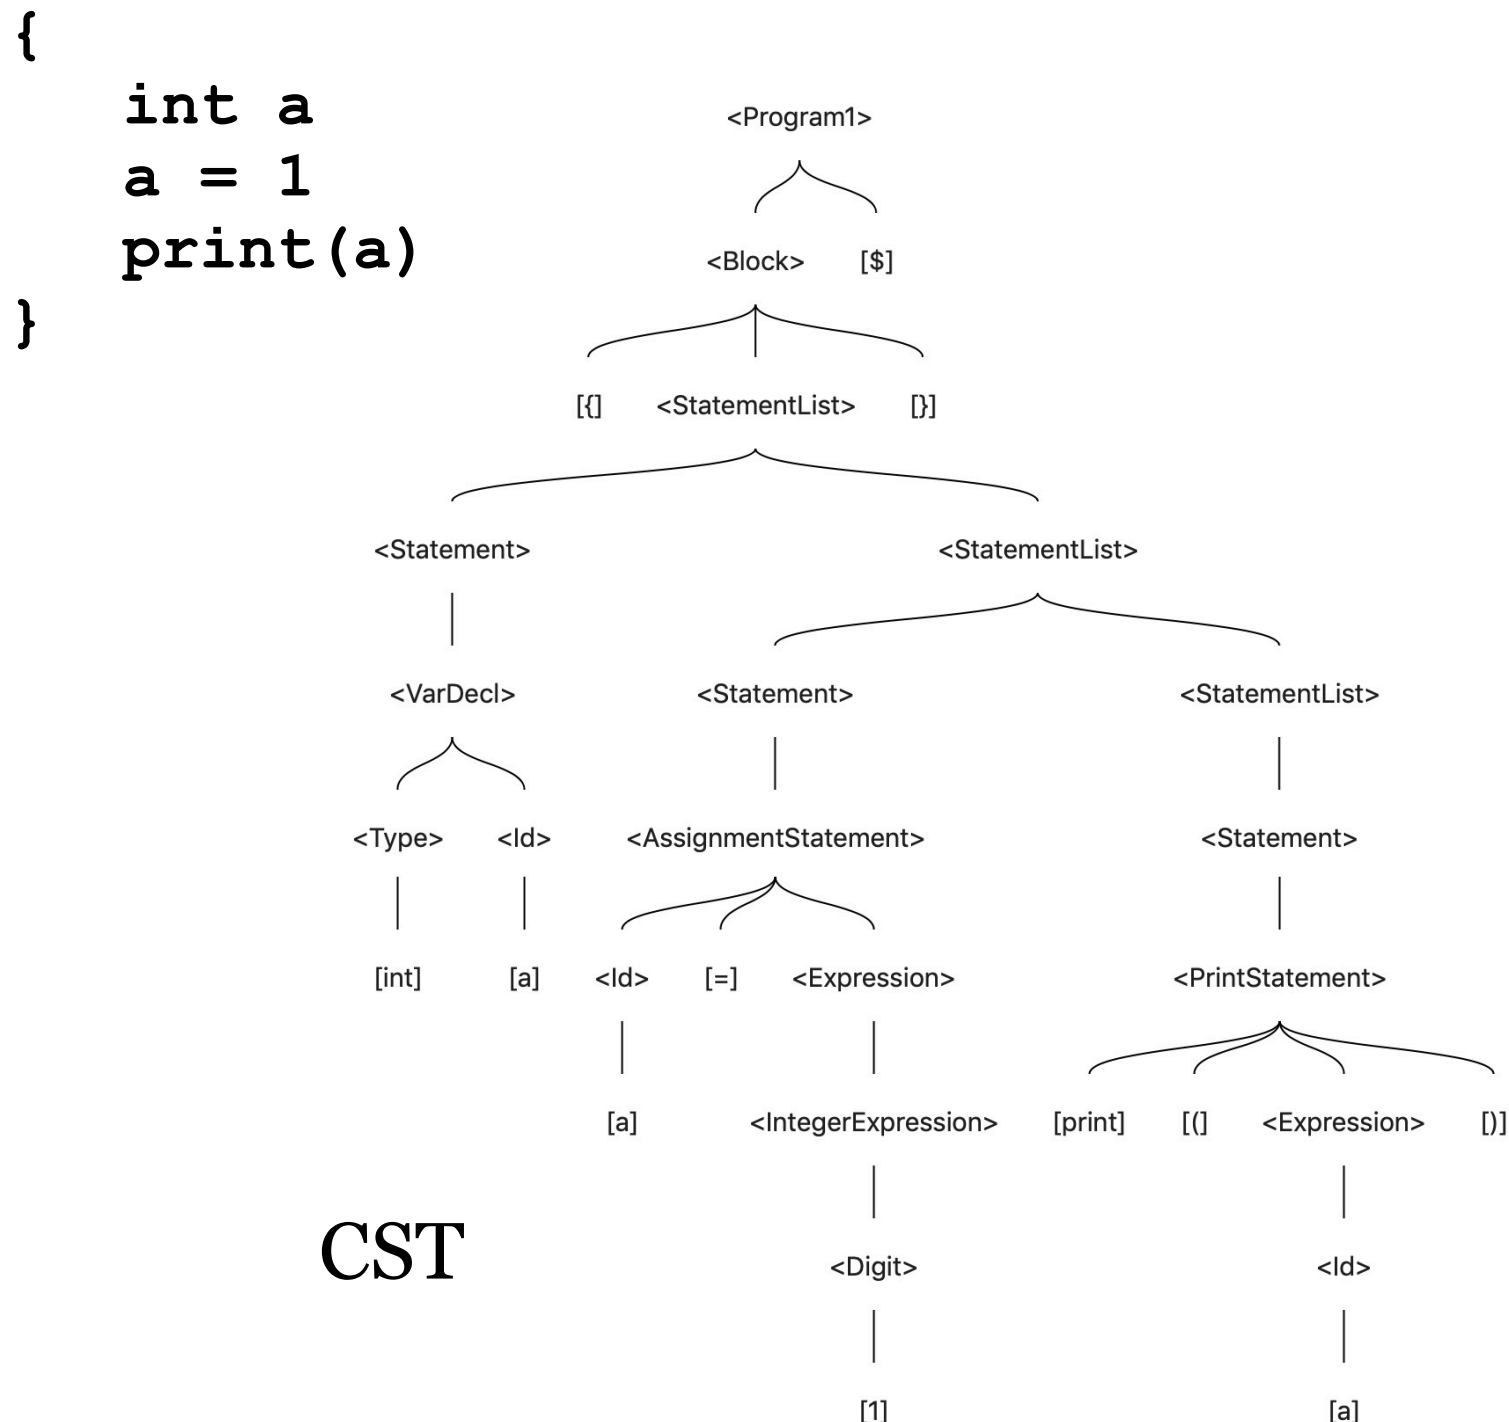 {
int a
a = 1
print(a)
}
<Program1>
<Block> [$]
[{] <StatementList> [}]
<Statement> <StatementList>
<VarDecl> <Statement> <StatementList>
<Type> <Id> <AssignmentStatement> <Statement>
[int] [a] <Id> [=] <Expression> <PrintStatement>
[a] <IntegerExpression> [print] [(] <Expression> [)]
CST
<Digit> <Id>
[1] [a]